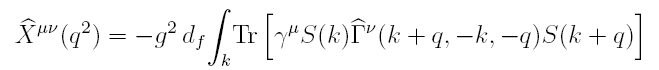 $\widehat{X}^{\mu\nu}(q^2) = -g^2 \, d_f \int_k \mathrm{Tr} \left[ \gamma^\mu S(k) \widehat{\Gamma}^\nu(k+q, -k, -q) S(k+q) \right]$